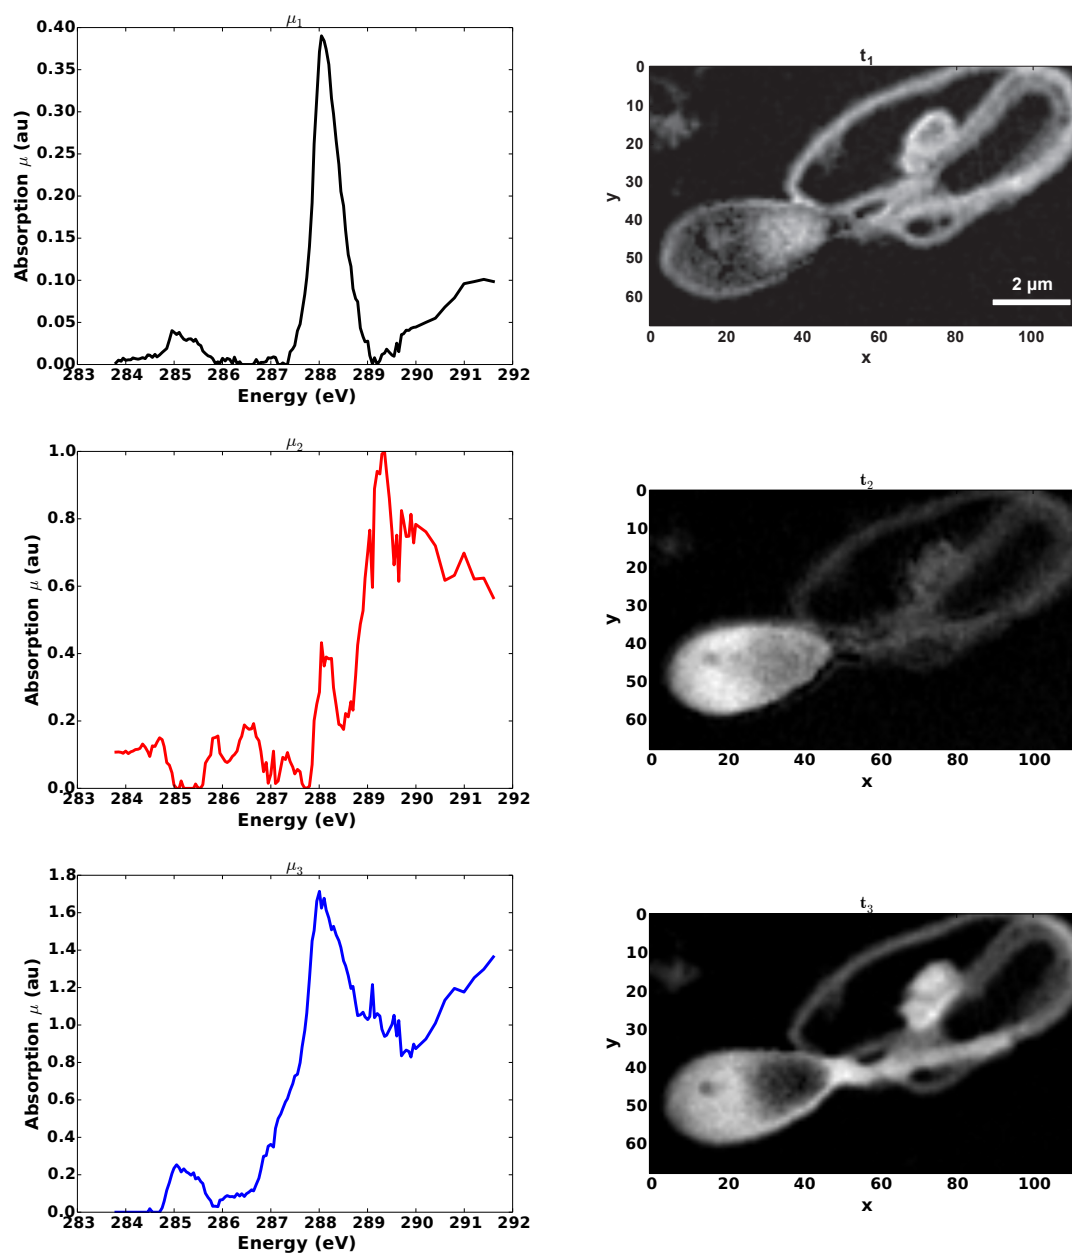 μ₁
0.40
0.35
0.30
0.25
0.20
0.15
0.10
0.05
0.00
Absorption μ (au)
283 284 285 286 287 288 289 290 291 292
Energy (eV)
t₁
0
10
20
30
40
50
60
y
2 μm
0 20 40 60 80 100
x
μ₂
1.0
0.8
0.6
0.4
0.2
0.0
Absorption μ (au)
283 284 285 286 287 288 289 290 291 292
Energy (eV)
t₂
0
10
20
30
40
50
60
y
0 20 40 60 80 100
x
μ₃
1.8
1.6
1.4
1.2
1.0
0.8
0.6
0.4
0.2
0.0
Absorption μ (au)
283 284 285 286 287 288 289 290 291 292
Energy (eV)
t₃
0
10
20
30
40
50
60
y
0 20 40 60 80 100
x